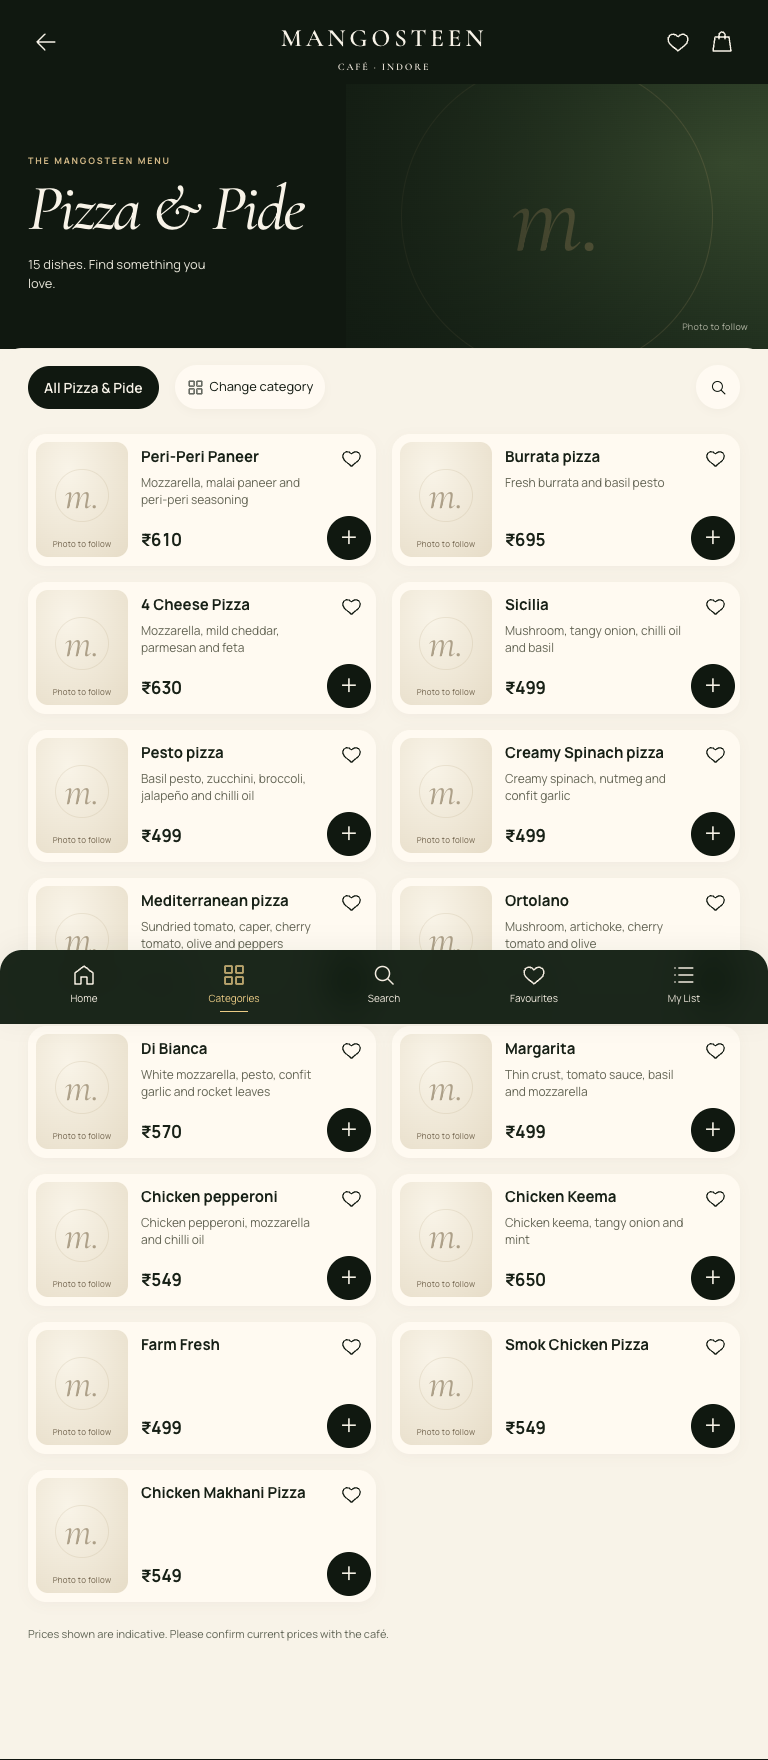 MANGOSTEEN
CAFÉ · INDORE
THE MANGOSTEEN MENU
Pizza & Pide
15 dishes. Find something you
love.
m.
Photo to follow
All Pizza & Pide
Change category
m.
Photo to follow
Peri-Peri Paneer
Mozzarella, malai paneer and
peri-peri seasoning
₹610
m.
Photo to follow
Burrata pizza
Fresh burrata and basil pesto
₹695
m.
Photo to follow
4 Cheese Pizza
Mozzarella, mild cheddar,
parmesan and feta
₹630
m.
Photo to follow
Sicilia
Mushroom, tangy onion, chilli oil
and basil
₹499
m.
Photo to follow
Pesto pizza
Basil pesto, zucchini, broccoli,
jalapeño and chilli oil
₹499
m.
Photo to follow
Creamy Spinach pizza
Creamy spinach, nutmeg and
confit garlic
₹499
m.
Mediterranean pizza
Sundried tomato, caper, cherry
tomato, olive and peppers
m.
Ortolano
Mushroom, artichoke, cherry
tomato and olive
Home
Categories
Search
Favourites
My List
m.
Photo to follow
Di Bianca
White mozzarella, pesto, confit
garlic and rocket leaves
₹570
m.
Photo to follow
Margarita
Thin crust, tomato sauce, basil
and mozzarella
₹499
m.
Photo to follow
Chicken pepperoni
Chicken pepperoni, mozzarella
and chilli oil
₹549
m.
Photo to follow
Chicken Keema
Chicken keema, tangy onion and
mint
₹650
m.
Photo to follow
Farm Fresh
₹499
m.
Photo to follow
Smok Chicken Pizza
₹549
m.
Photo to follow
Chicken Makhani Pizza
₹549
Prices shown are indicative. Please confirm current prices with the café.